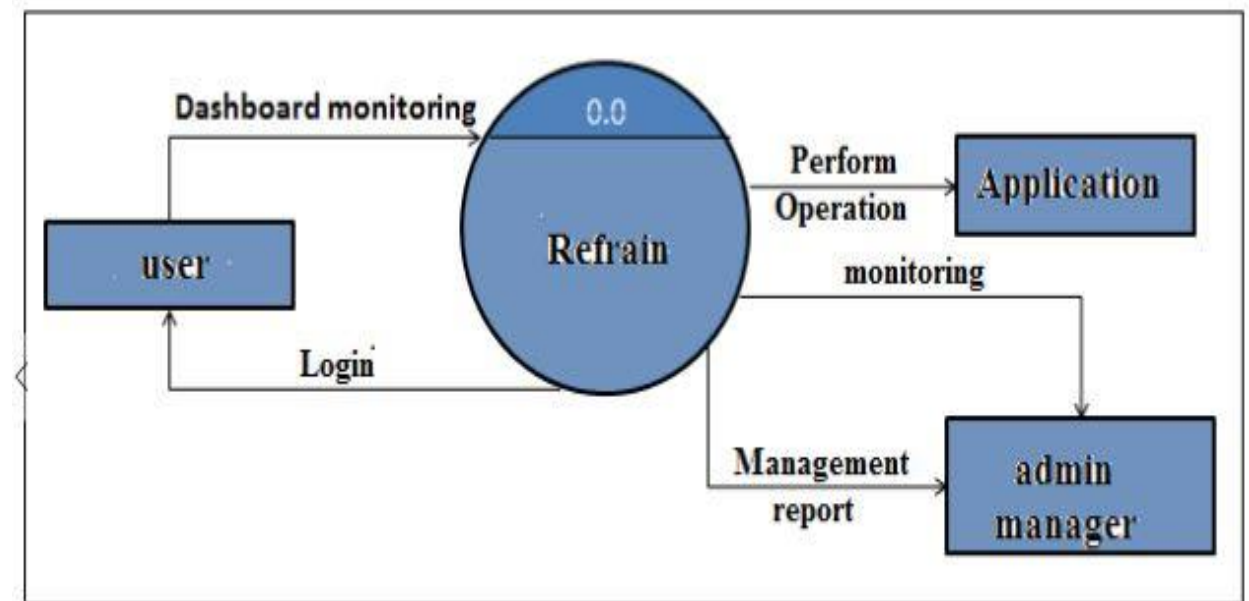 Dashboard monitoring
0.0
Perform
Operation
Application
user
Refrain
monitoring
Login
Management
report
admin
manager